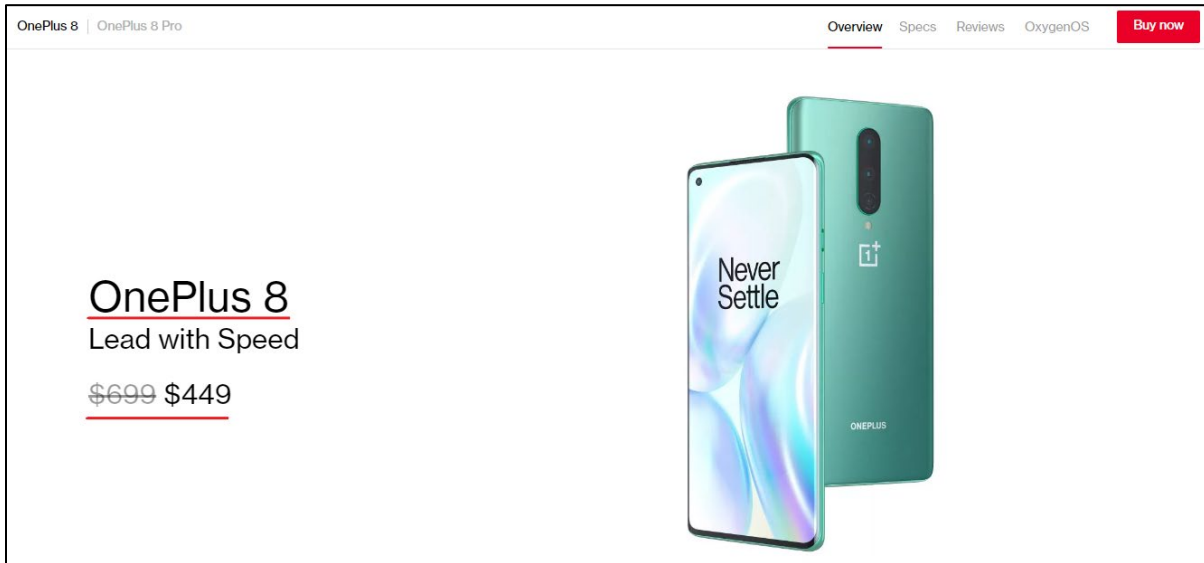 OnePlus 8 | OnePlus 8 Pro
Overview Specs Reviews OxygenOS Buy now
OnePlus 8
Lead with Speed
$699 $449
Never
Settle
1+
ONEPLUS